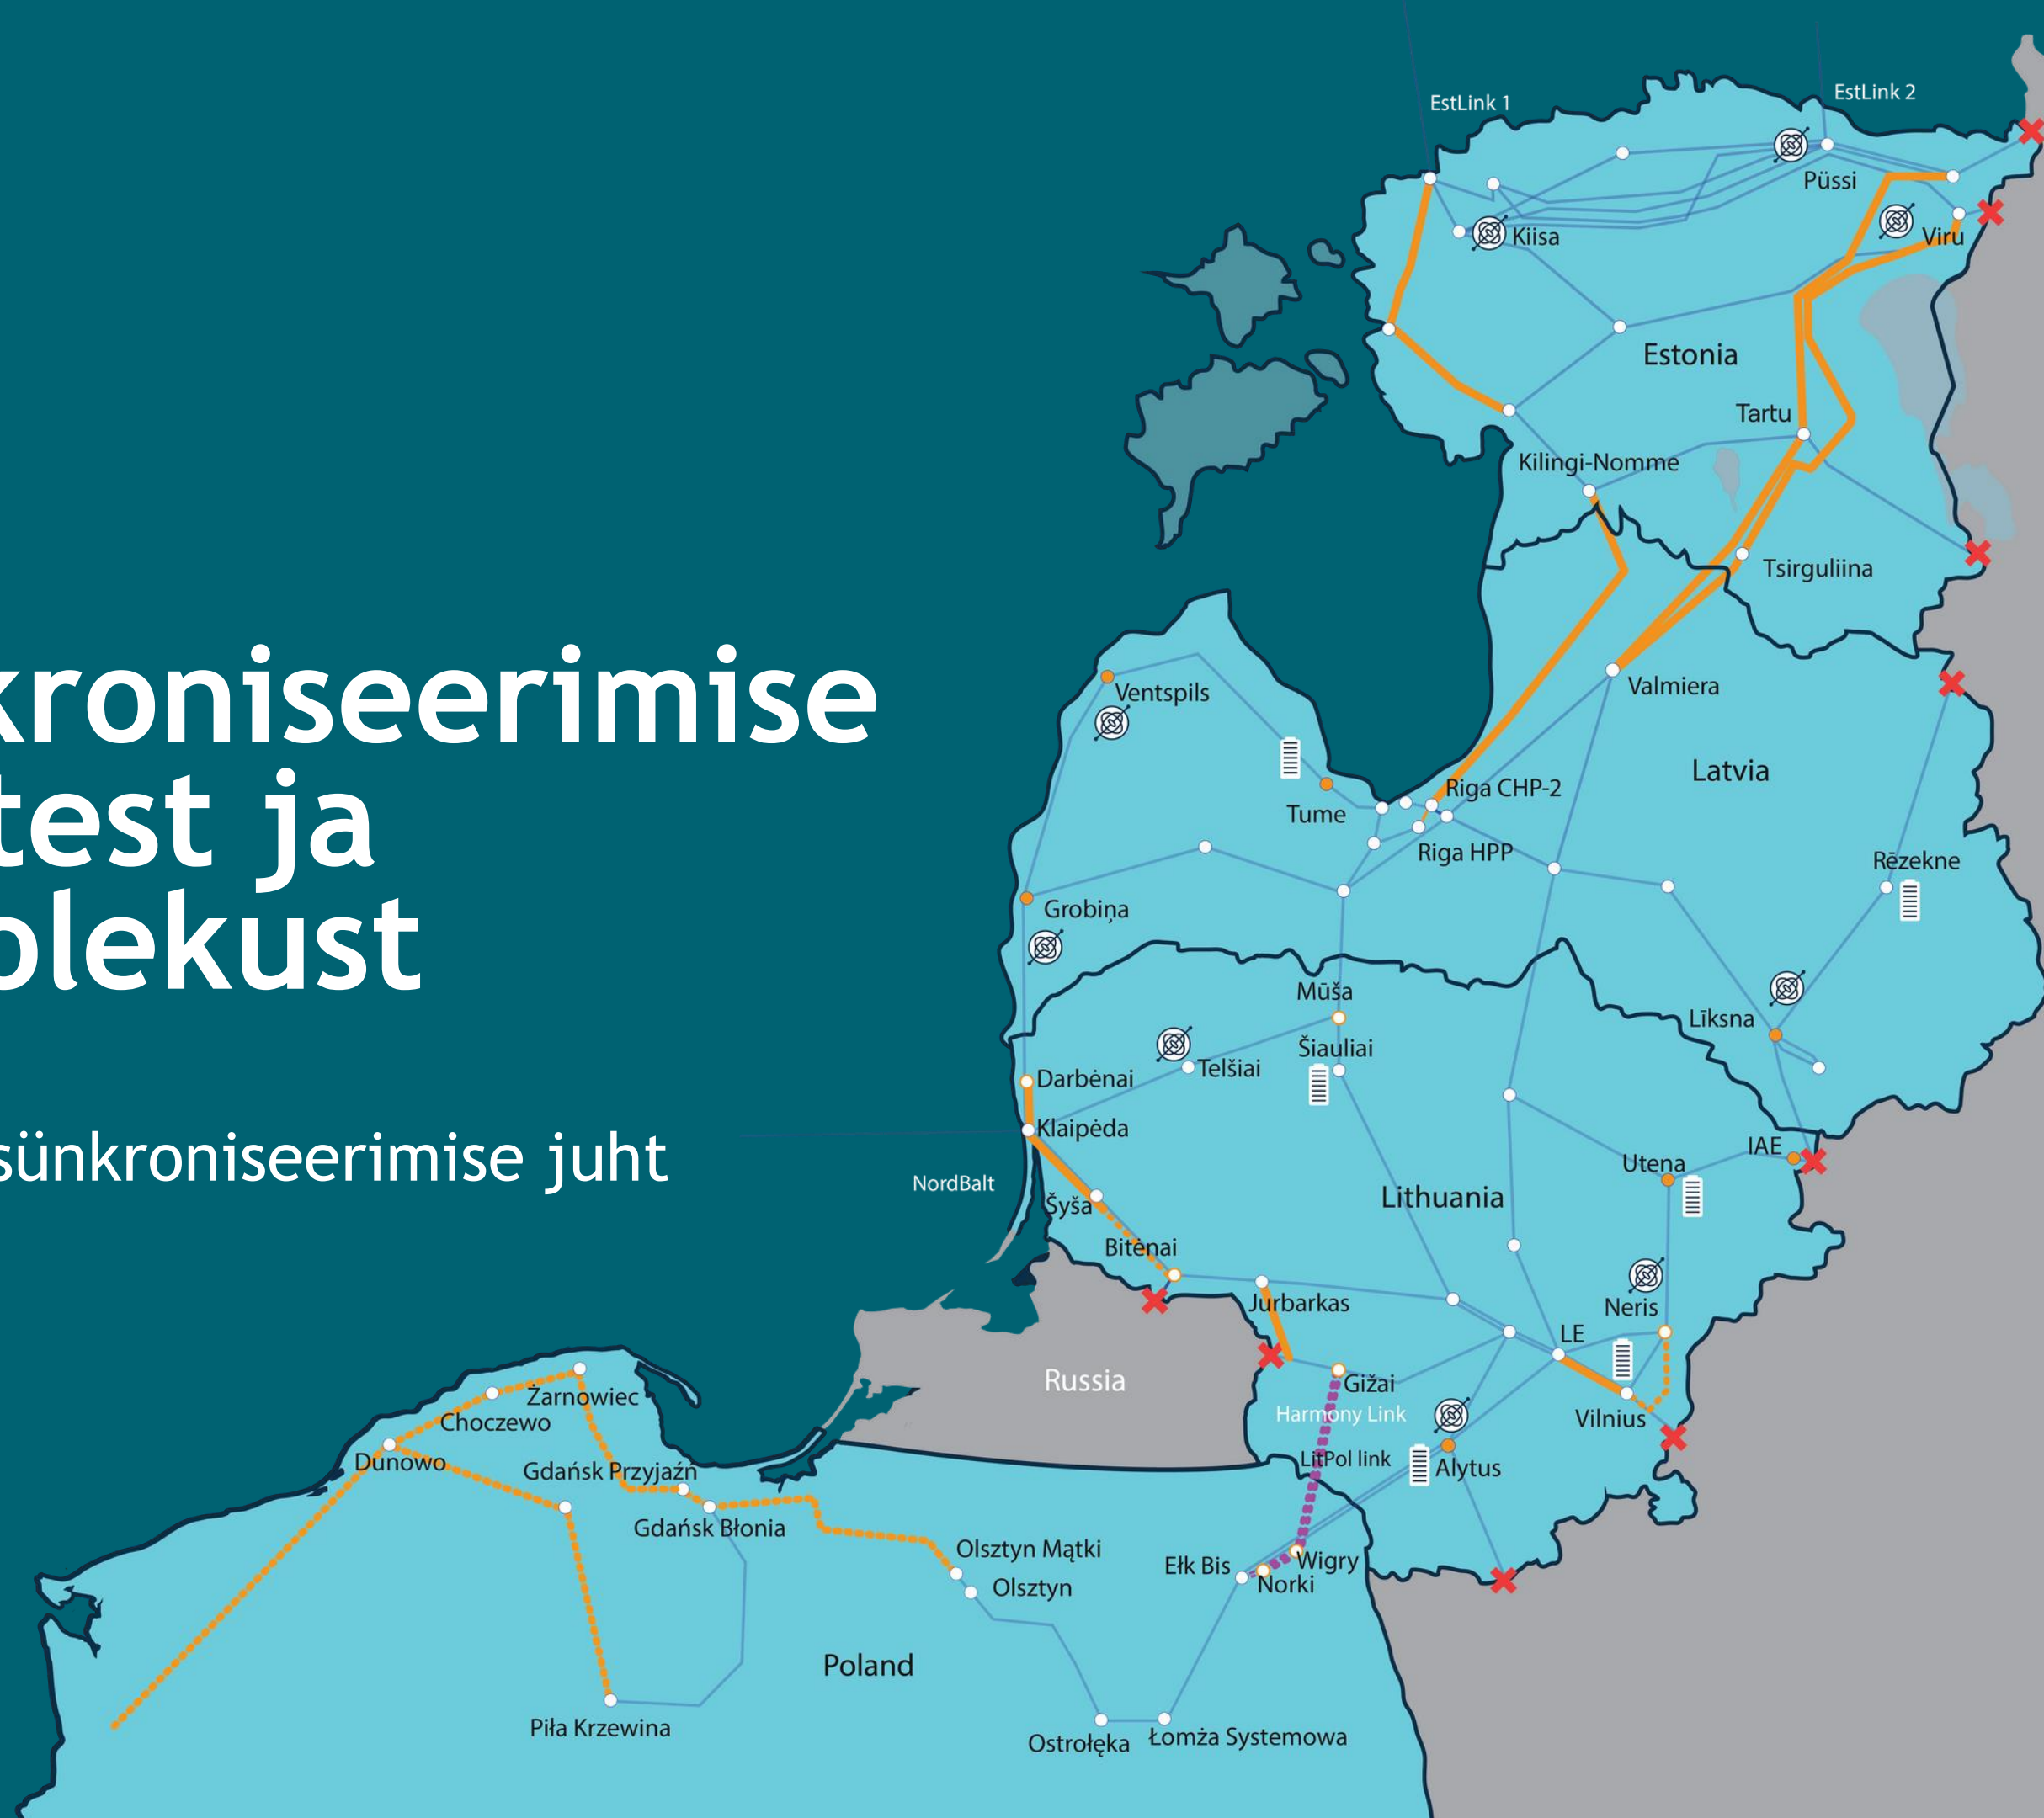 kroniseerimise
test ja
olekust
sünkroniseerimise juht
EstLink 1
EstLink 2
Püssi
Kiisa
Viru
Estonia
Tartu
Kilingi-Nomme
Tsirguliina
Ventspils
Valmiera
Latvia
Riga CHP-2
Tume
Riga HPP
Rēzekne
Grobiņa
Mūša
Līksna
Šiauliai
Telšiai
Darbėnai
Klaipėda
IAE
Utena
NordBalt
Lithuania
Šyša
Bitėnai
Jurbarkas
Neris
LE
Russia
Gižai
Harmony Link
Vilnius
Żarnowiec
Choczewo
LitPol link
Alytus
Dunowo
Gdańsk Przyjaźń
Gdańsk Błonia
Olsztyn Mątki
Ełk Bis
Wigry
Norki
Olsztyn
Poland
Piła Krzewina
Ostrołęka
Łomża Systemowa